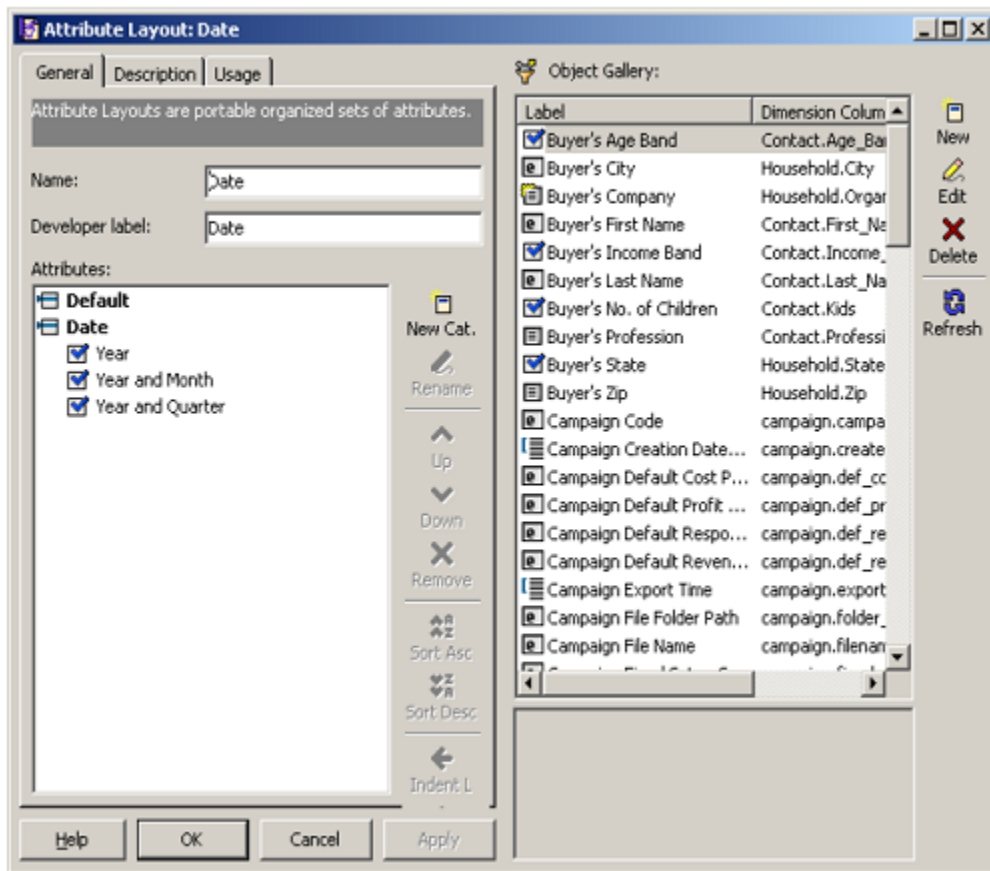 Attribute Layout: Date
General Description Usage
Attribute Layouts are portable organized sets of attributes.
Name: Date
Developer label: Date
Attributes:
Default
Date
Year
Year and Month
Year and Quarter
New Cat.
Rename
Up
Down
Remove
Sort Asc
Sort Desc
Indent L
Help OK Cancel Apply
Object Gallery:
Label Dimension Colum
Buyer's Age Band Contact.Age_Ba
Buyer's City Household.City
Buyer's Company Household.Organ
Buyer's First Name Contact.First_Na
Buyer's Income Band Contact.Income_
Buyer's Last Name Contact.Last_Na
Buyer's No. of Children Contact.Kids
Buyer's Profession Contact.Professi
Buyer's State Household.State
Buyer's Zip Household.Zip
Campaign Code campaign.campa
Campaign Creation Date... campaign.create
Campaign Default Cost P... campaign.def_co
Campaign Default Profit ... campaign.def_pr
Campaign Default Respo... campaign.def_re
Campaign Default Reven... campaign.def_re
Campaign Export Time campaign.export
Campaign File Folder Path campaign.folder_
Campaign File Name campaign.filenam
New
Edit
Delete
Refresh